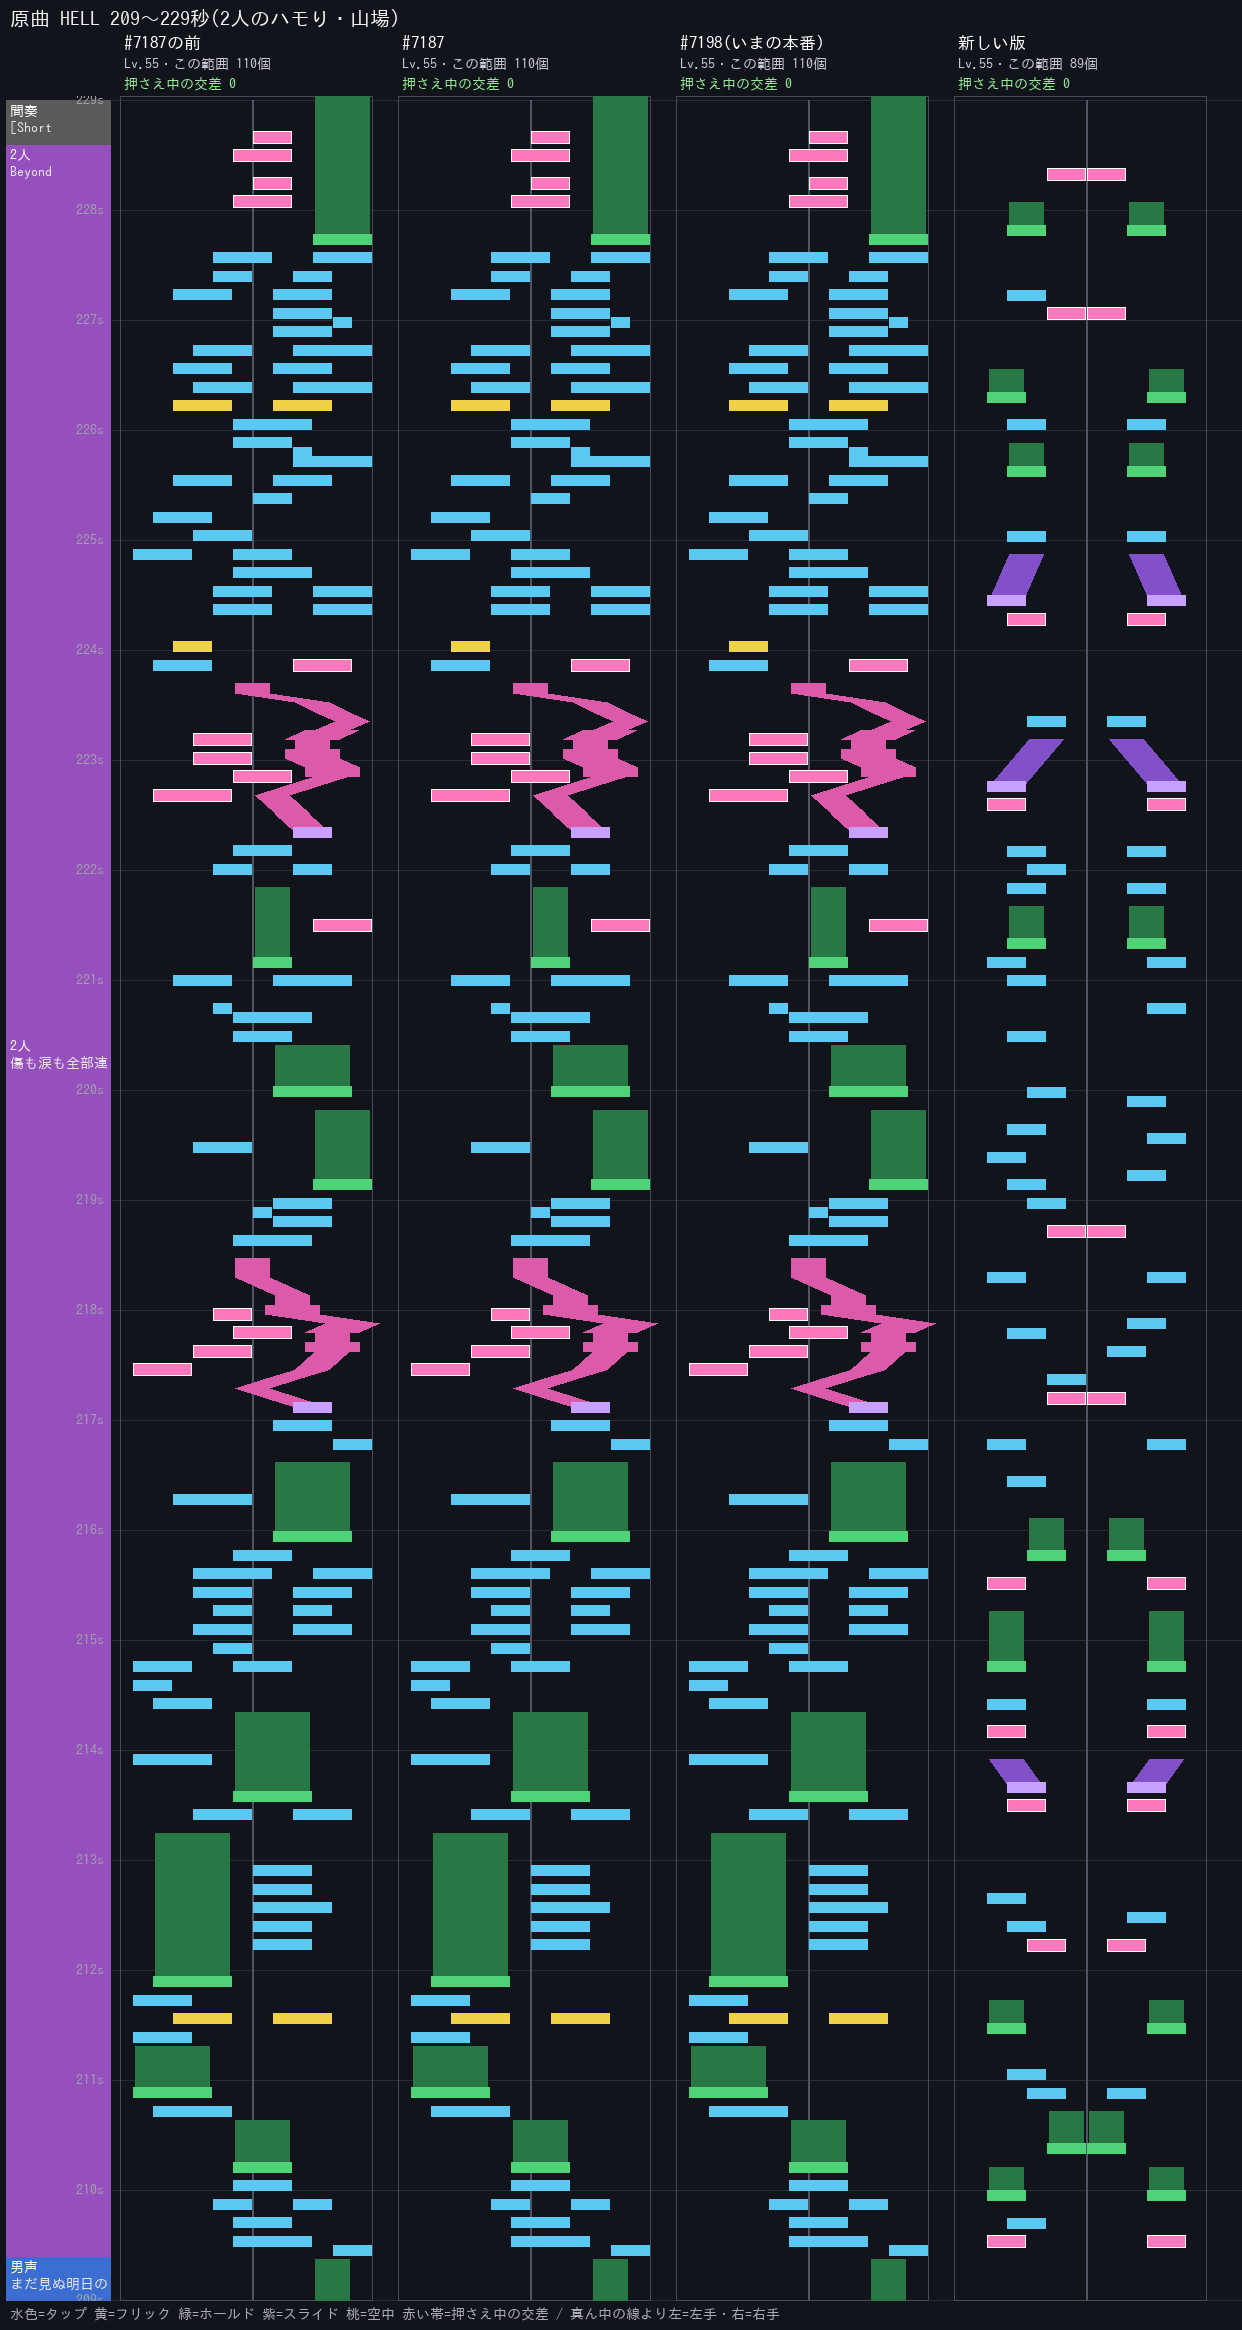 原曲 HELL 209〜229秒(2人のハモり・山場)
#7187の前
Lv.55・この範囲 110個
押さえ中の交差 0
#7187
Lv.55・この範囲 110個
押さえ中の交差 0
#7198(いまの本番)
Lv.55・この範囲 110個
押さえ中の交差 0
新しい版
Lv.55・この範囲 89個
押さえ中の交差 0
229s
間奏
[Short
2人
Beyond
228s
227s
226s
225s
224s
223s
222s
221s
2人
傷も涙も全部連
220s
219s
218s
217s
216s
215s
214s
213s
212s
211s
210s
男声
まだ見ぬ明日の
209s
水色=タップ 黄=フリック 緑=ホールド 紫=スライド 桃=空中 赤い帯=押さえ中の交差 / 真ん中の線より左=左手・右=右手